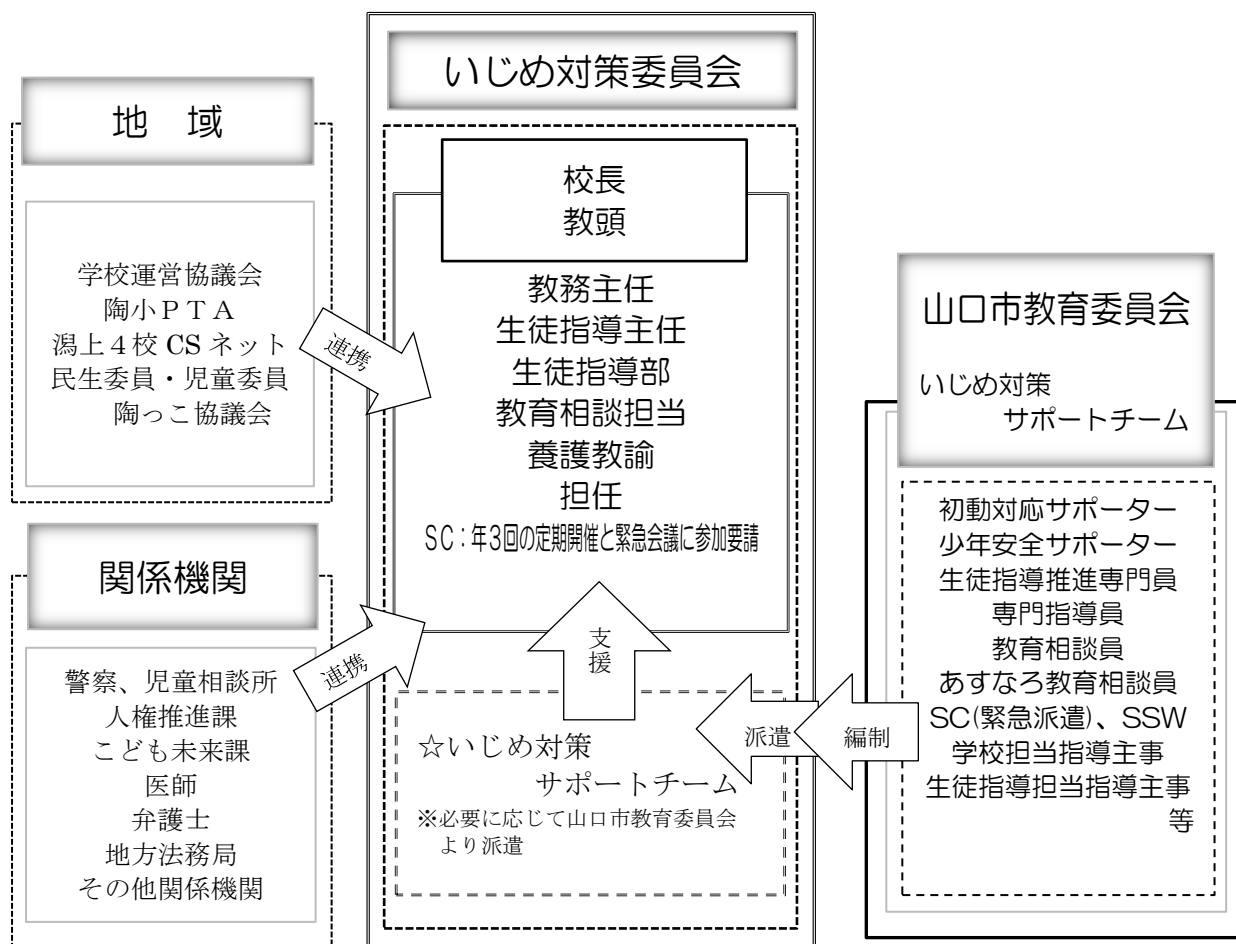 地　域
学校運営協議会
陶小ＰＴＡ
潟上４校 CS ネット
民生委員・児童委員
陶っこ協議会
連携
関係機関
警察、児童相談所
人権推進課
こども未来課
医師
弁護士
地方法務局
その他関係機関
連携
いじめ対策委員会
校長
教頭
教務主任
生徒指導主任
生徒指導部
教育相談担当
養護教諭
担任
ＳＣ：年３回の定期開催と緊急会議に参加要請
支援
☆いじめ対策
サポートチーム
※必要に応じて山口市教育委員会
より派遣
派遣
編制
山口市教育委員会
いじめ対策
サポートチーム
初動対応サポーター
少年安全サポーター
生徒指導推進専門員
専門指導員
教育相談員
あすなろ教育相談員
SC(緊急派遣)、SSW
学校担当指導主事
生徒指導担当指導主事
等